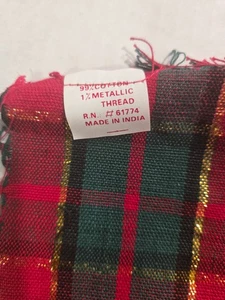 99% COTTON
1% METALLIC
THREAD
R.N. # 61774
MADE IN INDIA